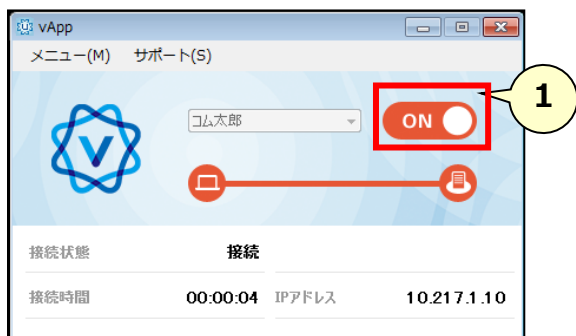 vApp
メニュー(M) サポート(S)
コム太郎
ON
1
V
接続状態 接続
接続時間 00:00:04 IPアドレス 10.217.1.10